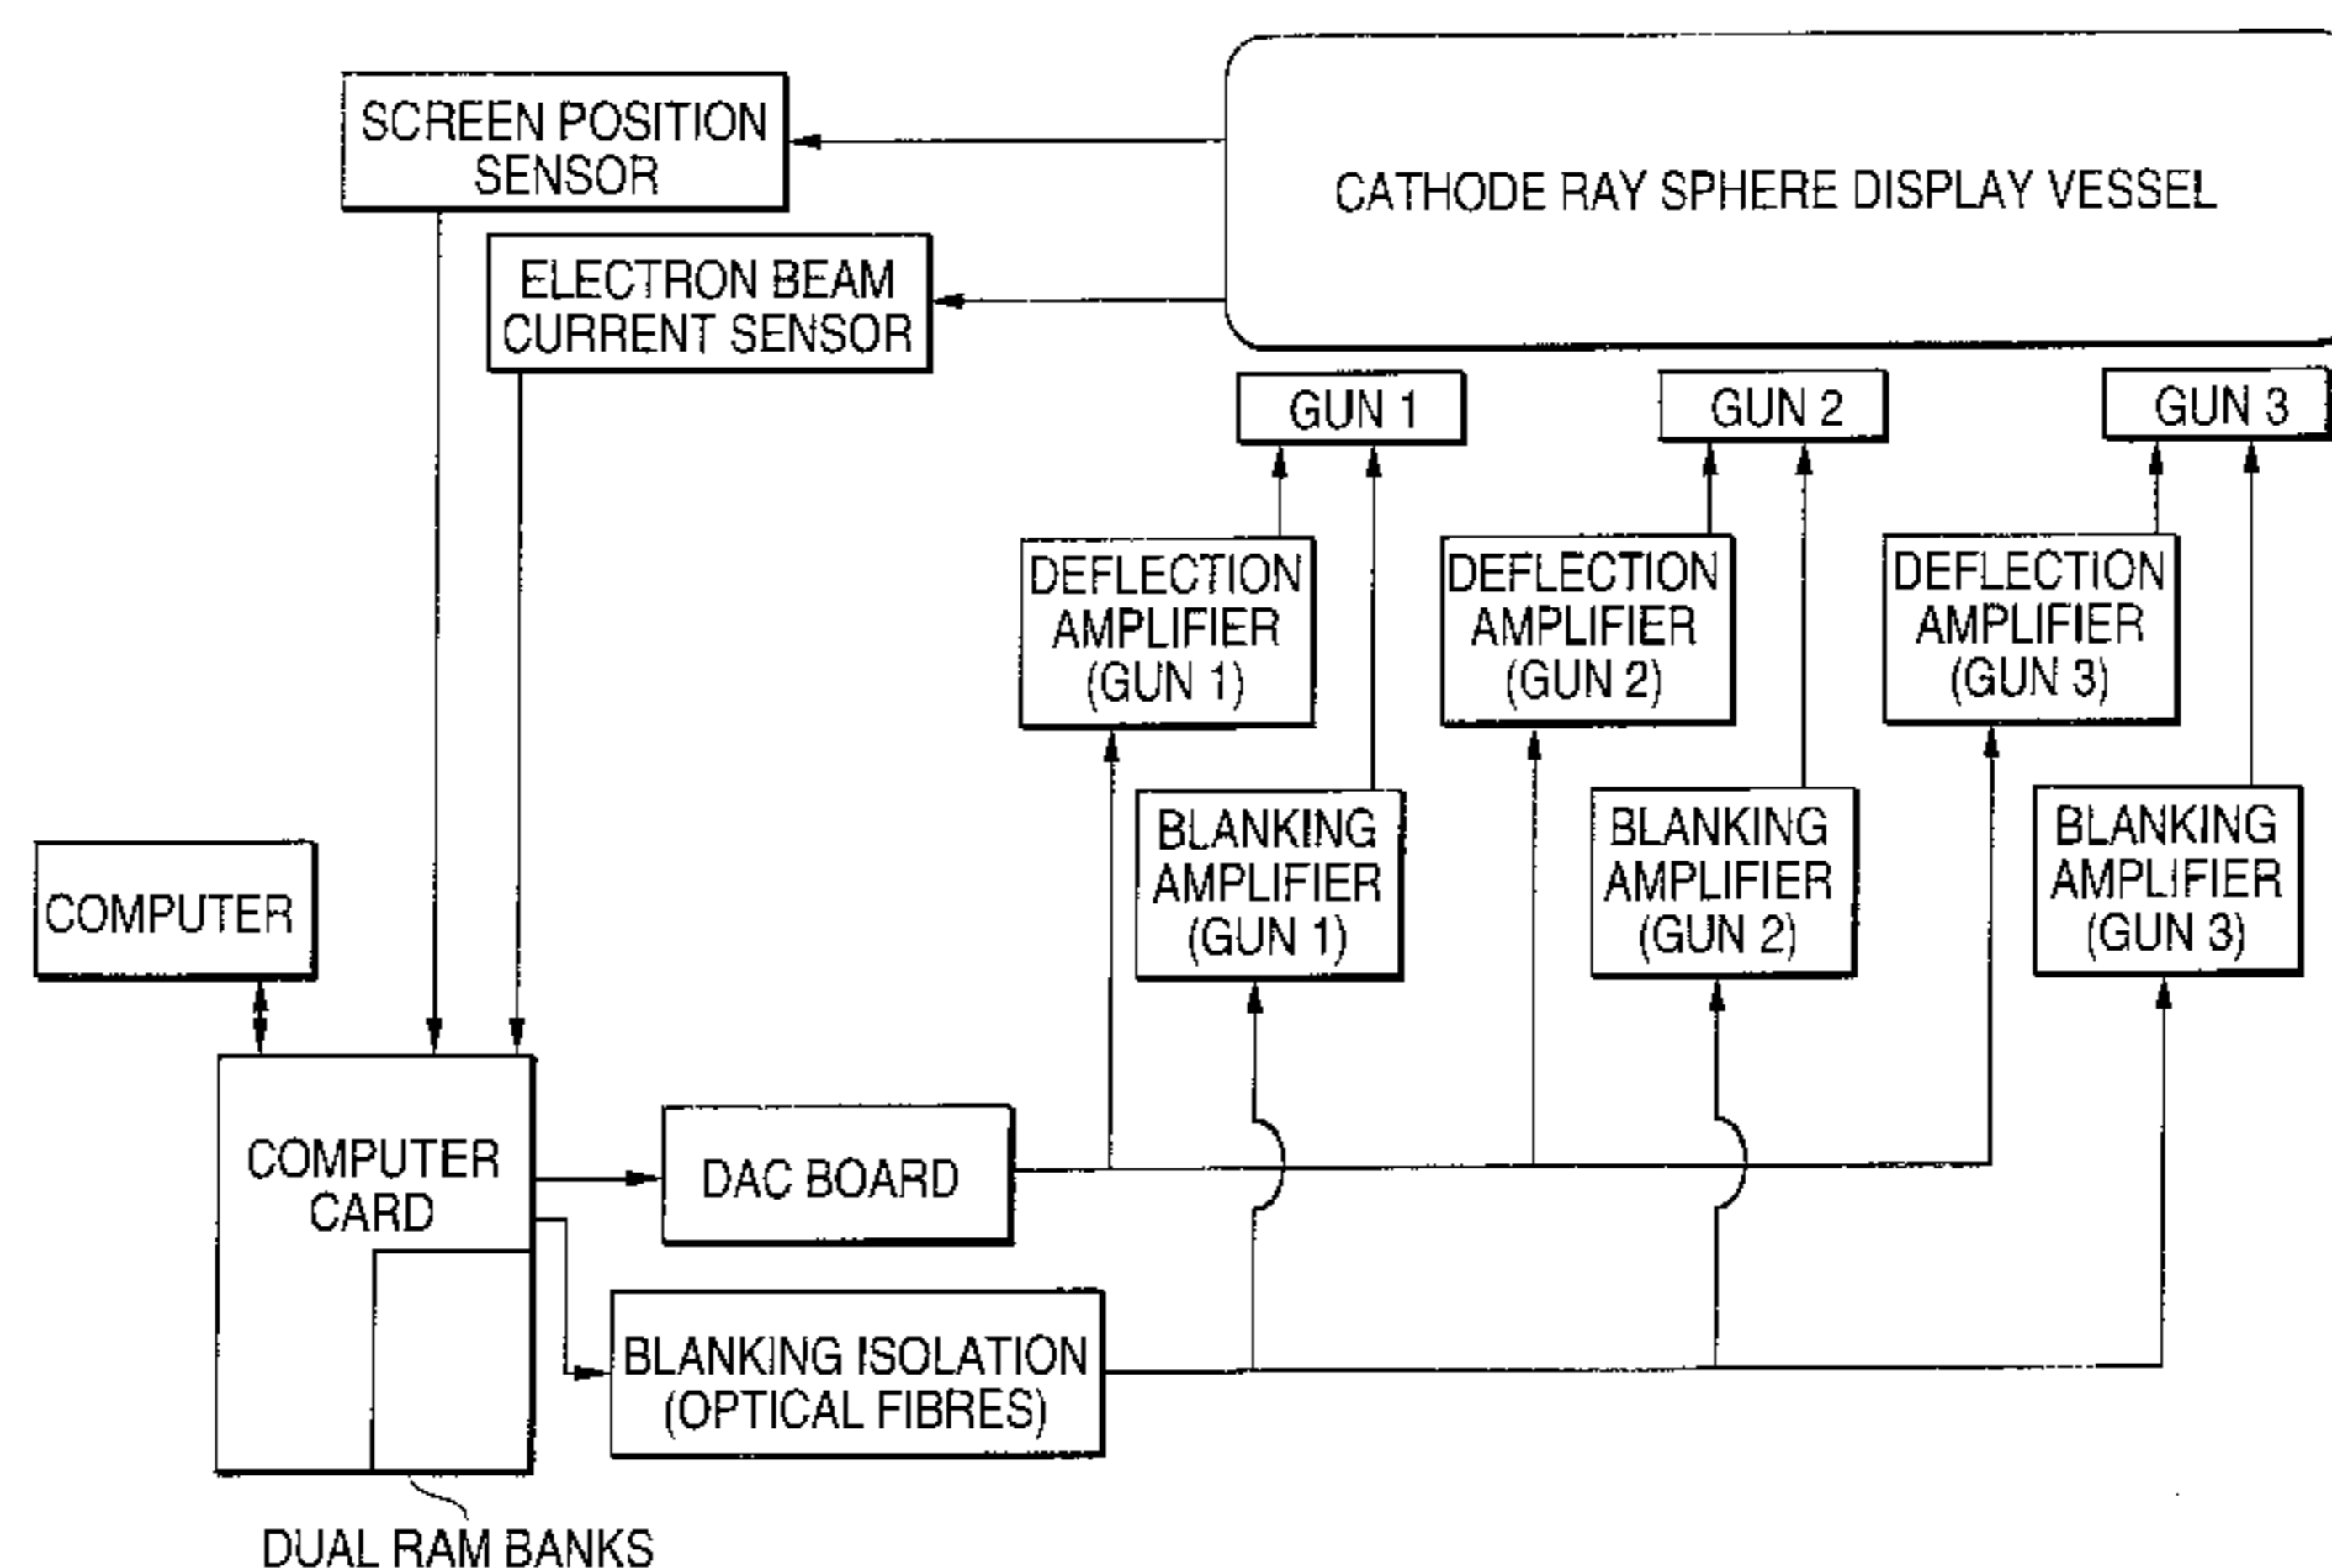 SCREEN POSITION
SENSOR
CATHODE RAY SPHERE DISPLAY VESSEL
ELECTRON BEAM
CURRENT SENSOR
GUN 1
GUN 2
GUN 3
DEFLECTION
AMPLIFIER
(GUN 1)
DEFLECTION
AMPLIFIER
(GUN 2)
DEFLECTION
AMPLIFIER
(GUN 3)
BLANKING
AMPLIFIER
(GUN 1)
BLANKING
AMPLIFIER
(GUN 2)
BLANKING
AMPLIFIER
(GUN 3)
COMPUTER
COMPUTER
CARD
DAC BOARD
BLANKING ISOLATION
(OPTICAL FIBRES)
DUAL RAM BANKS